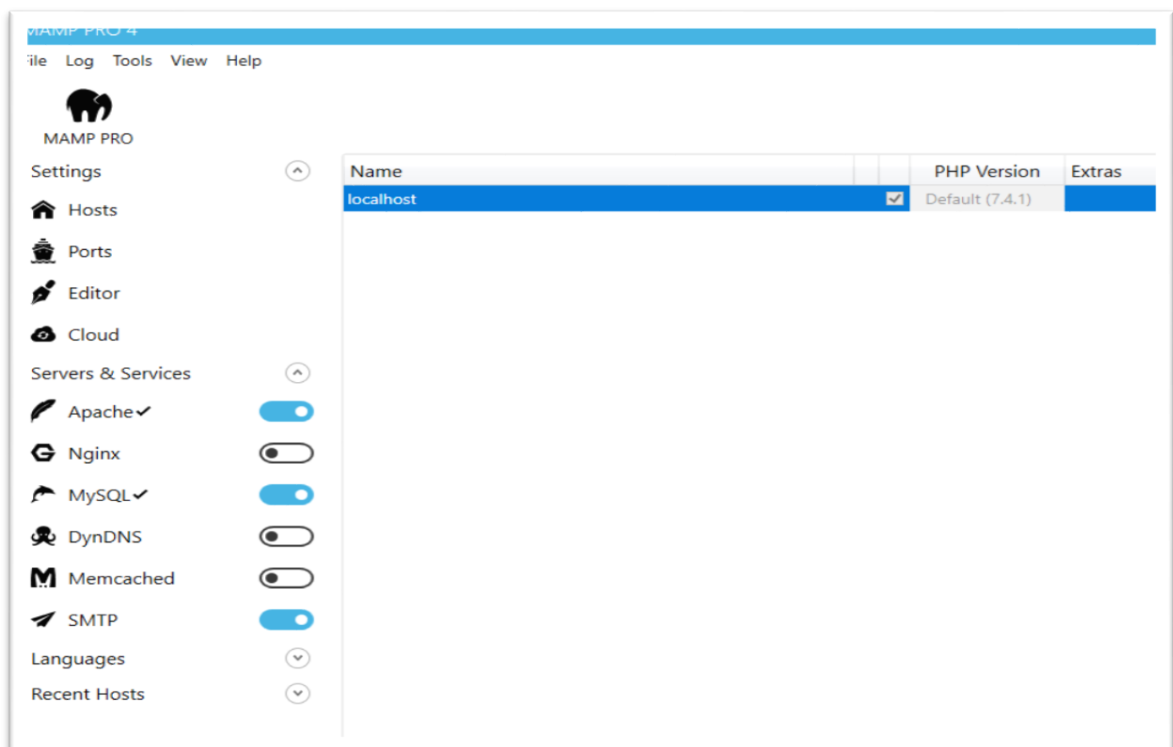 MAMP PRO 4
File Log Tools View Help
MAMP PRO
Settings
Name PHP Version Extras
localhost Default (7.4.1)
Hosts
Ports
Editor
Cloud
Servers & Services
Apache
Nginx
MySQL
DynDNS
Memcached
SMTP
Languages
Recent Hosts